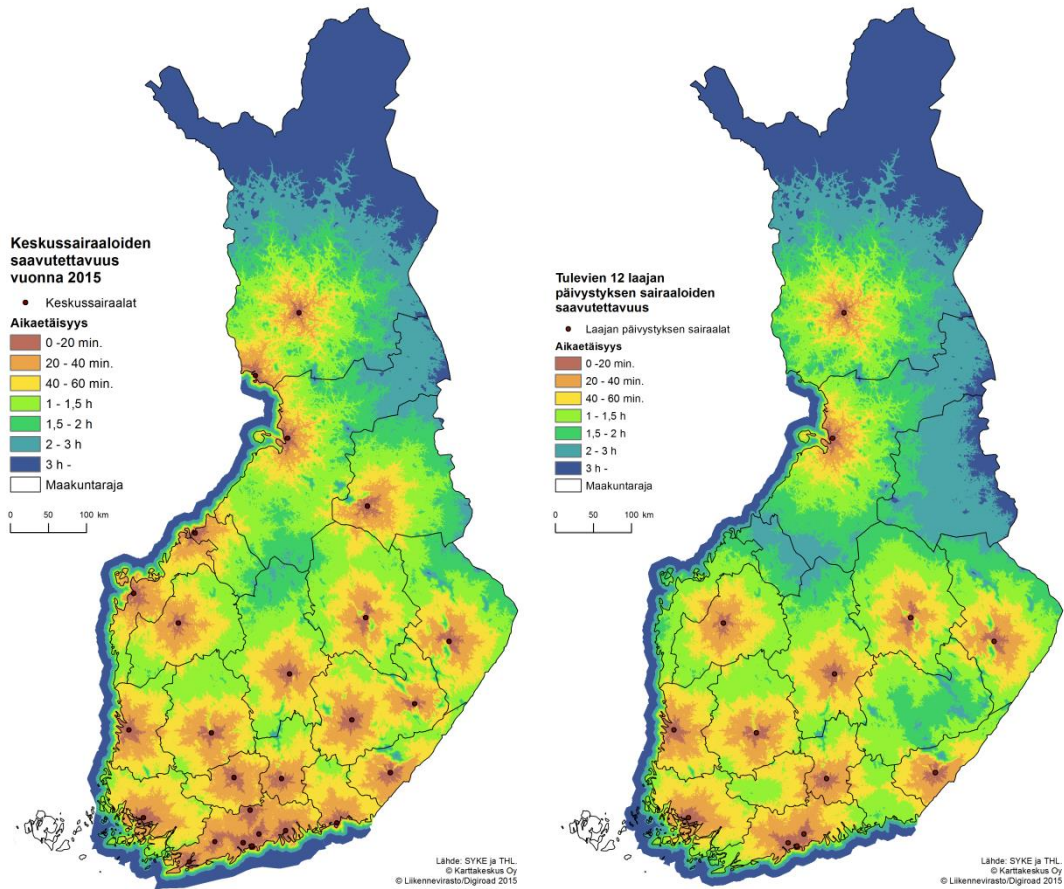 Keskussairaaloiden
saavutettavuus
vuonna 2015
Keskussairaalat
Aikaetäisyys
0 -20 min.
20 - 40 min.
40 - 60 min.
1 - 1,5 h
1,5 - 2 h
2 - 3 h
3 h -
Maakuntaraja
0 50 100 km
Lähde: SYKE ja THL.
© Karttakeskus Oy
© Liikennevirasto/Digiroad 2015
Tulevien 12 laajan
päivystyksen sairaaloiden
saavutettavuus
Laajan päivystyksen sairaalat
Aikaetäisyys
0 -20 min.
20 - 40 min.
40 - 60 min.
1 - 1,5 h
1,5 - 2 h
2 - 3 h
3 h -
Maakuntaraja
0 50 100 km
Lähde: SYKE ja THL.
© Karttakeskus Oy
© Liikennevirasto/Digiroad 2015